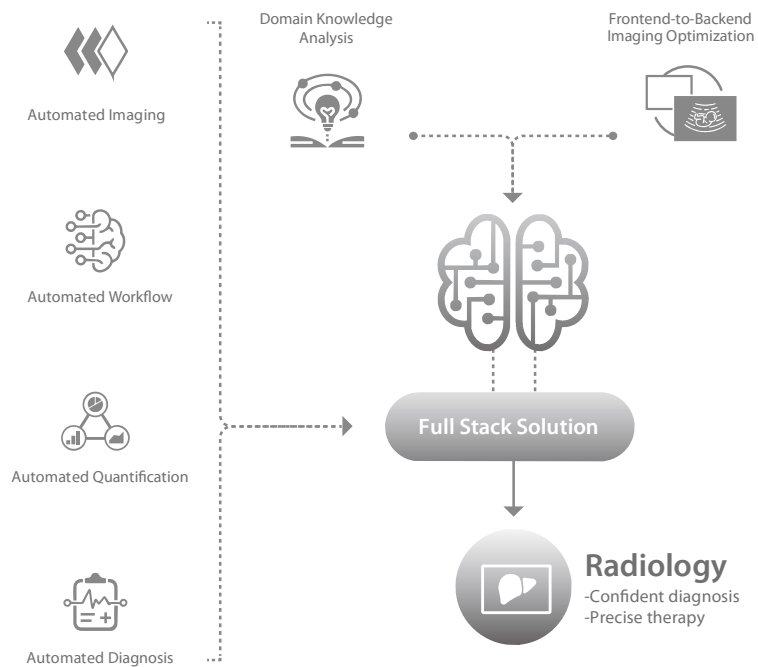 Domain Knowledge
Analysis
Frontend-to-Backend
Imaging Optimization
Automated Imaging
Automated Workflow
Full Stack Solution
Automated Quantification
Radiology
-Confident diagnosis
-Precise therapy
Automated Diagnosis